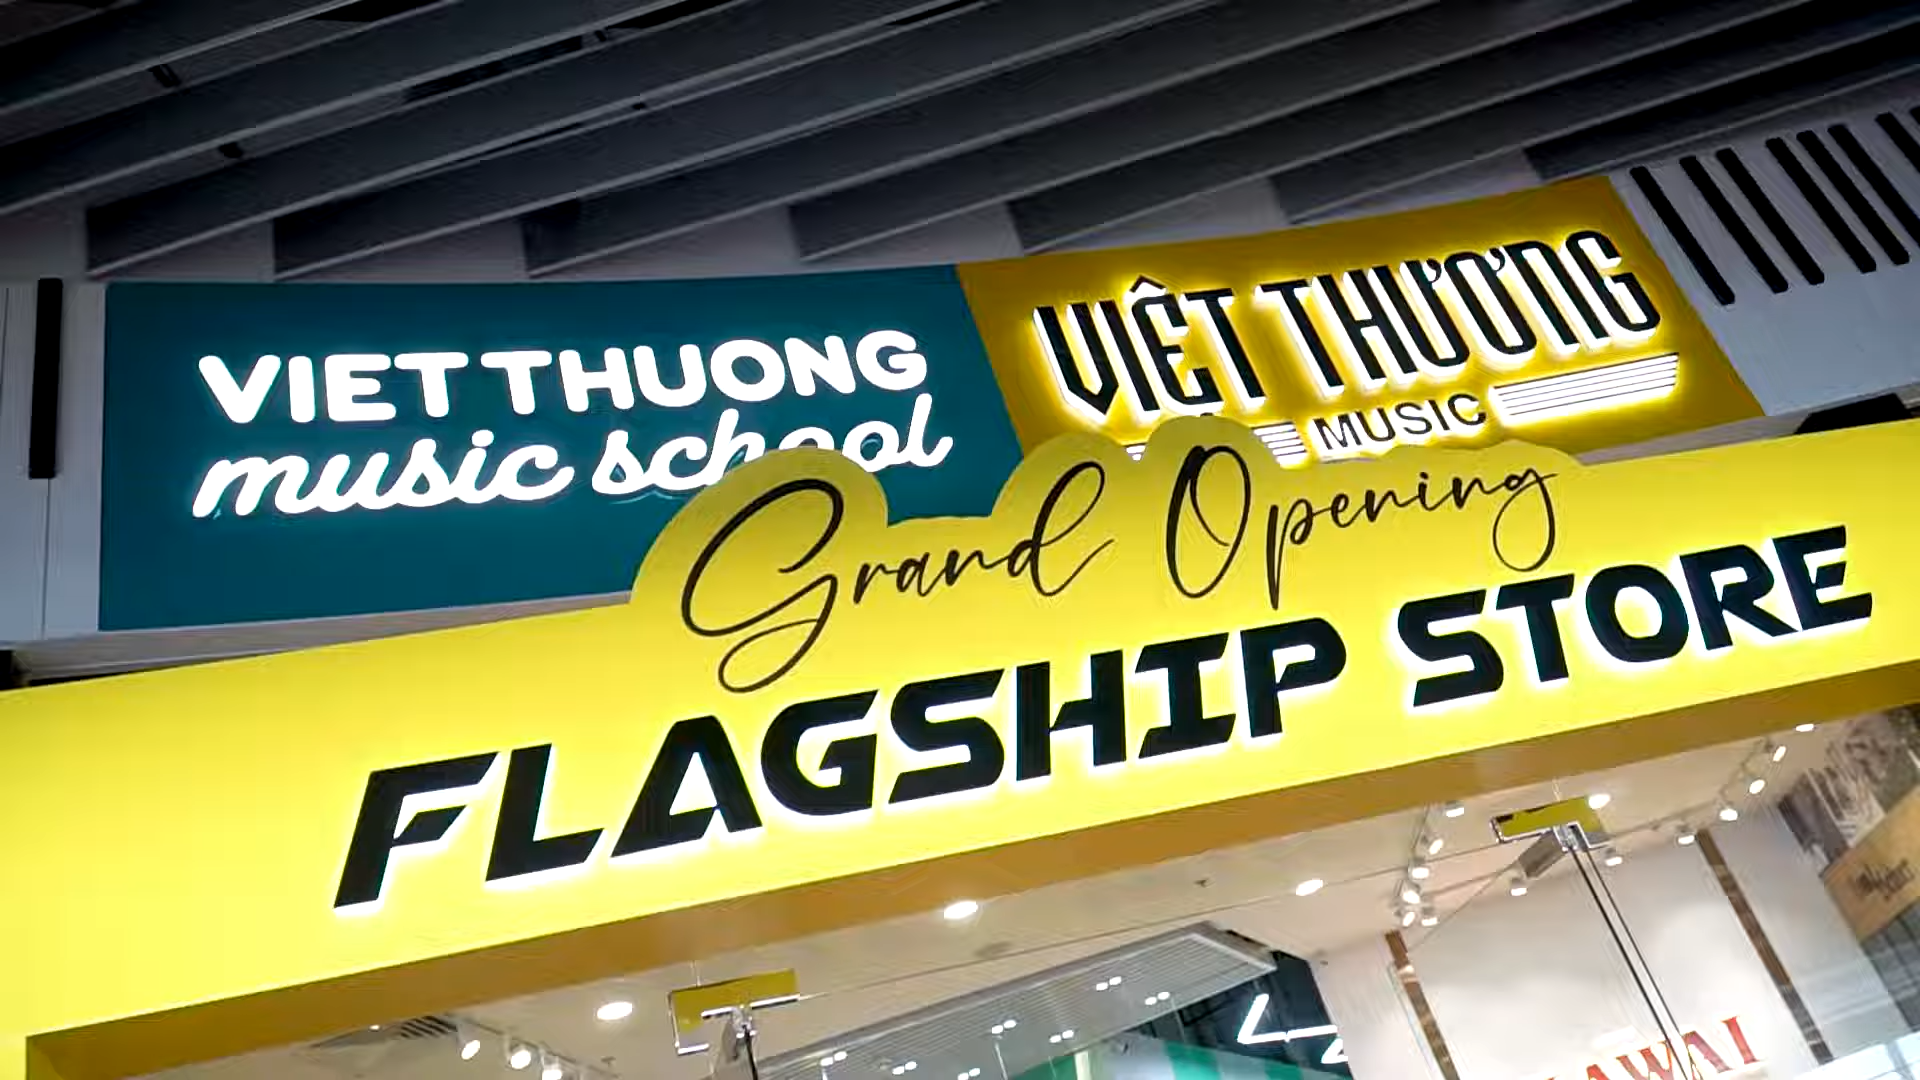 VIET THUONG
music school
VIỆT THƯƠNG
MUSIC
Grand Opening
FLAGSHIP STORE